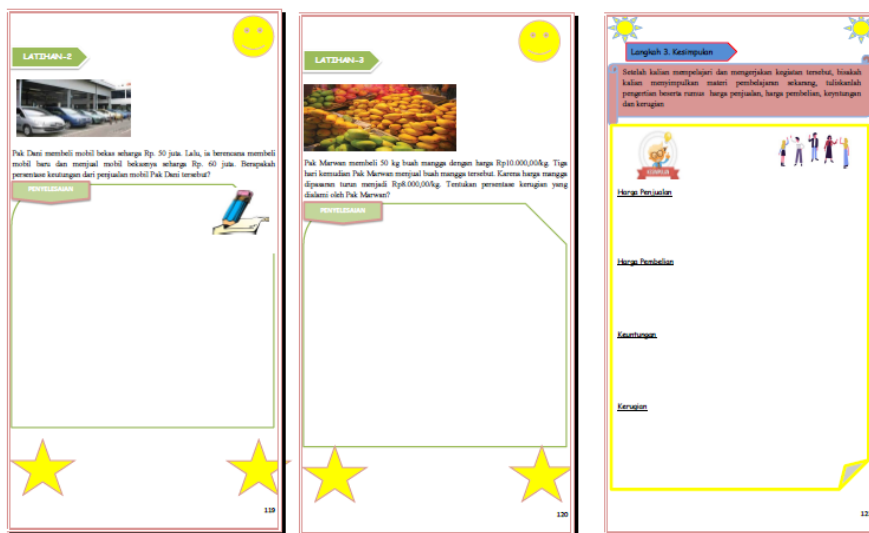 LATIHAN-2
Pak Deni membeli mobil bekas seharga Rp. 50 juta. Lalu, ia berencana membeli
mobil baru dan menjual mobil bekasnya seharga Rp. 60 juta. Berapakah
persentase keutungan dari penjualan mobil Pak Deni tersebut?
PENYELESAIAN
119
LATIHAN-3
Pak Marwan membeli 50 kg buah mangga dengan harga Rp10.000,00/kg. Tiga
hari kemudian Pak Marwan menjual buah mangga tersebut. Karena harga mangga
dipasaran turun menjadi Rp8.000,00/kg. Tentukan persentase kerugian yang
dialami oleh Pak Marwan?
PENYELESAIAN
120
Langkah 3. Kesimpulan
Setelah kalian mempelajari dan mengerjakan kegiatan tersebut, bisakah
kalian menyimpulkan materi pembelajaran sekarang, tuliskanlah
pengertian beserta rumus harga penjualan, harga pembelian, keyntungan
dan kerugian
KESIMPULAN
Harga Penjualan
Harga Pembelian
Keuntungan
Kerugian